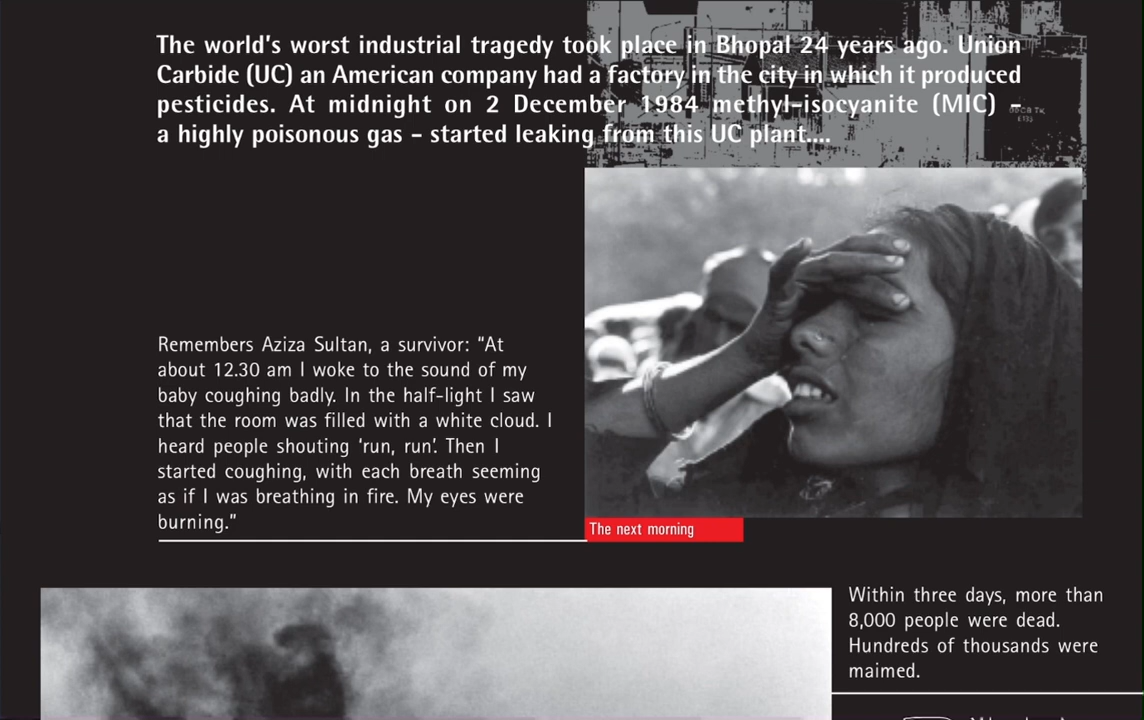 The world's worst industrial tragedy took place in Bhopal 24 years ago. Union
Carbide (UC) an American company had a factory in the city in which it produced
pesticides. At midnight on 2 December 1984 methyl-isocyanite (MIC) –
a highly poisonous gas – started leaking from this UC plant....
Remembers Aziza Sultan, a survivor: "At
about 12.30 am I woke to the sound of my
baby coughing badly. In the half-light I saw
that the room was filled with a white cloud. I
heard people shouting 'run, run'. Then I
started coughing, with each breath seeming
as if I was breathing in fire. My eyes were
burning."
The next morning
Within three days, more than
8,000 people were dead.
Hundreds of thousands were
maimed.